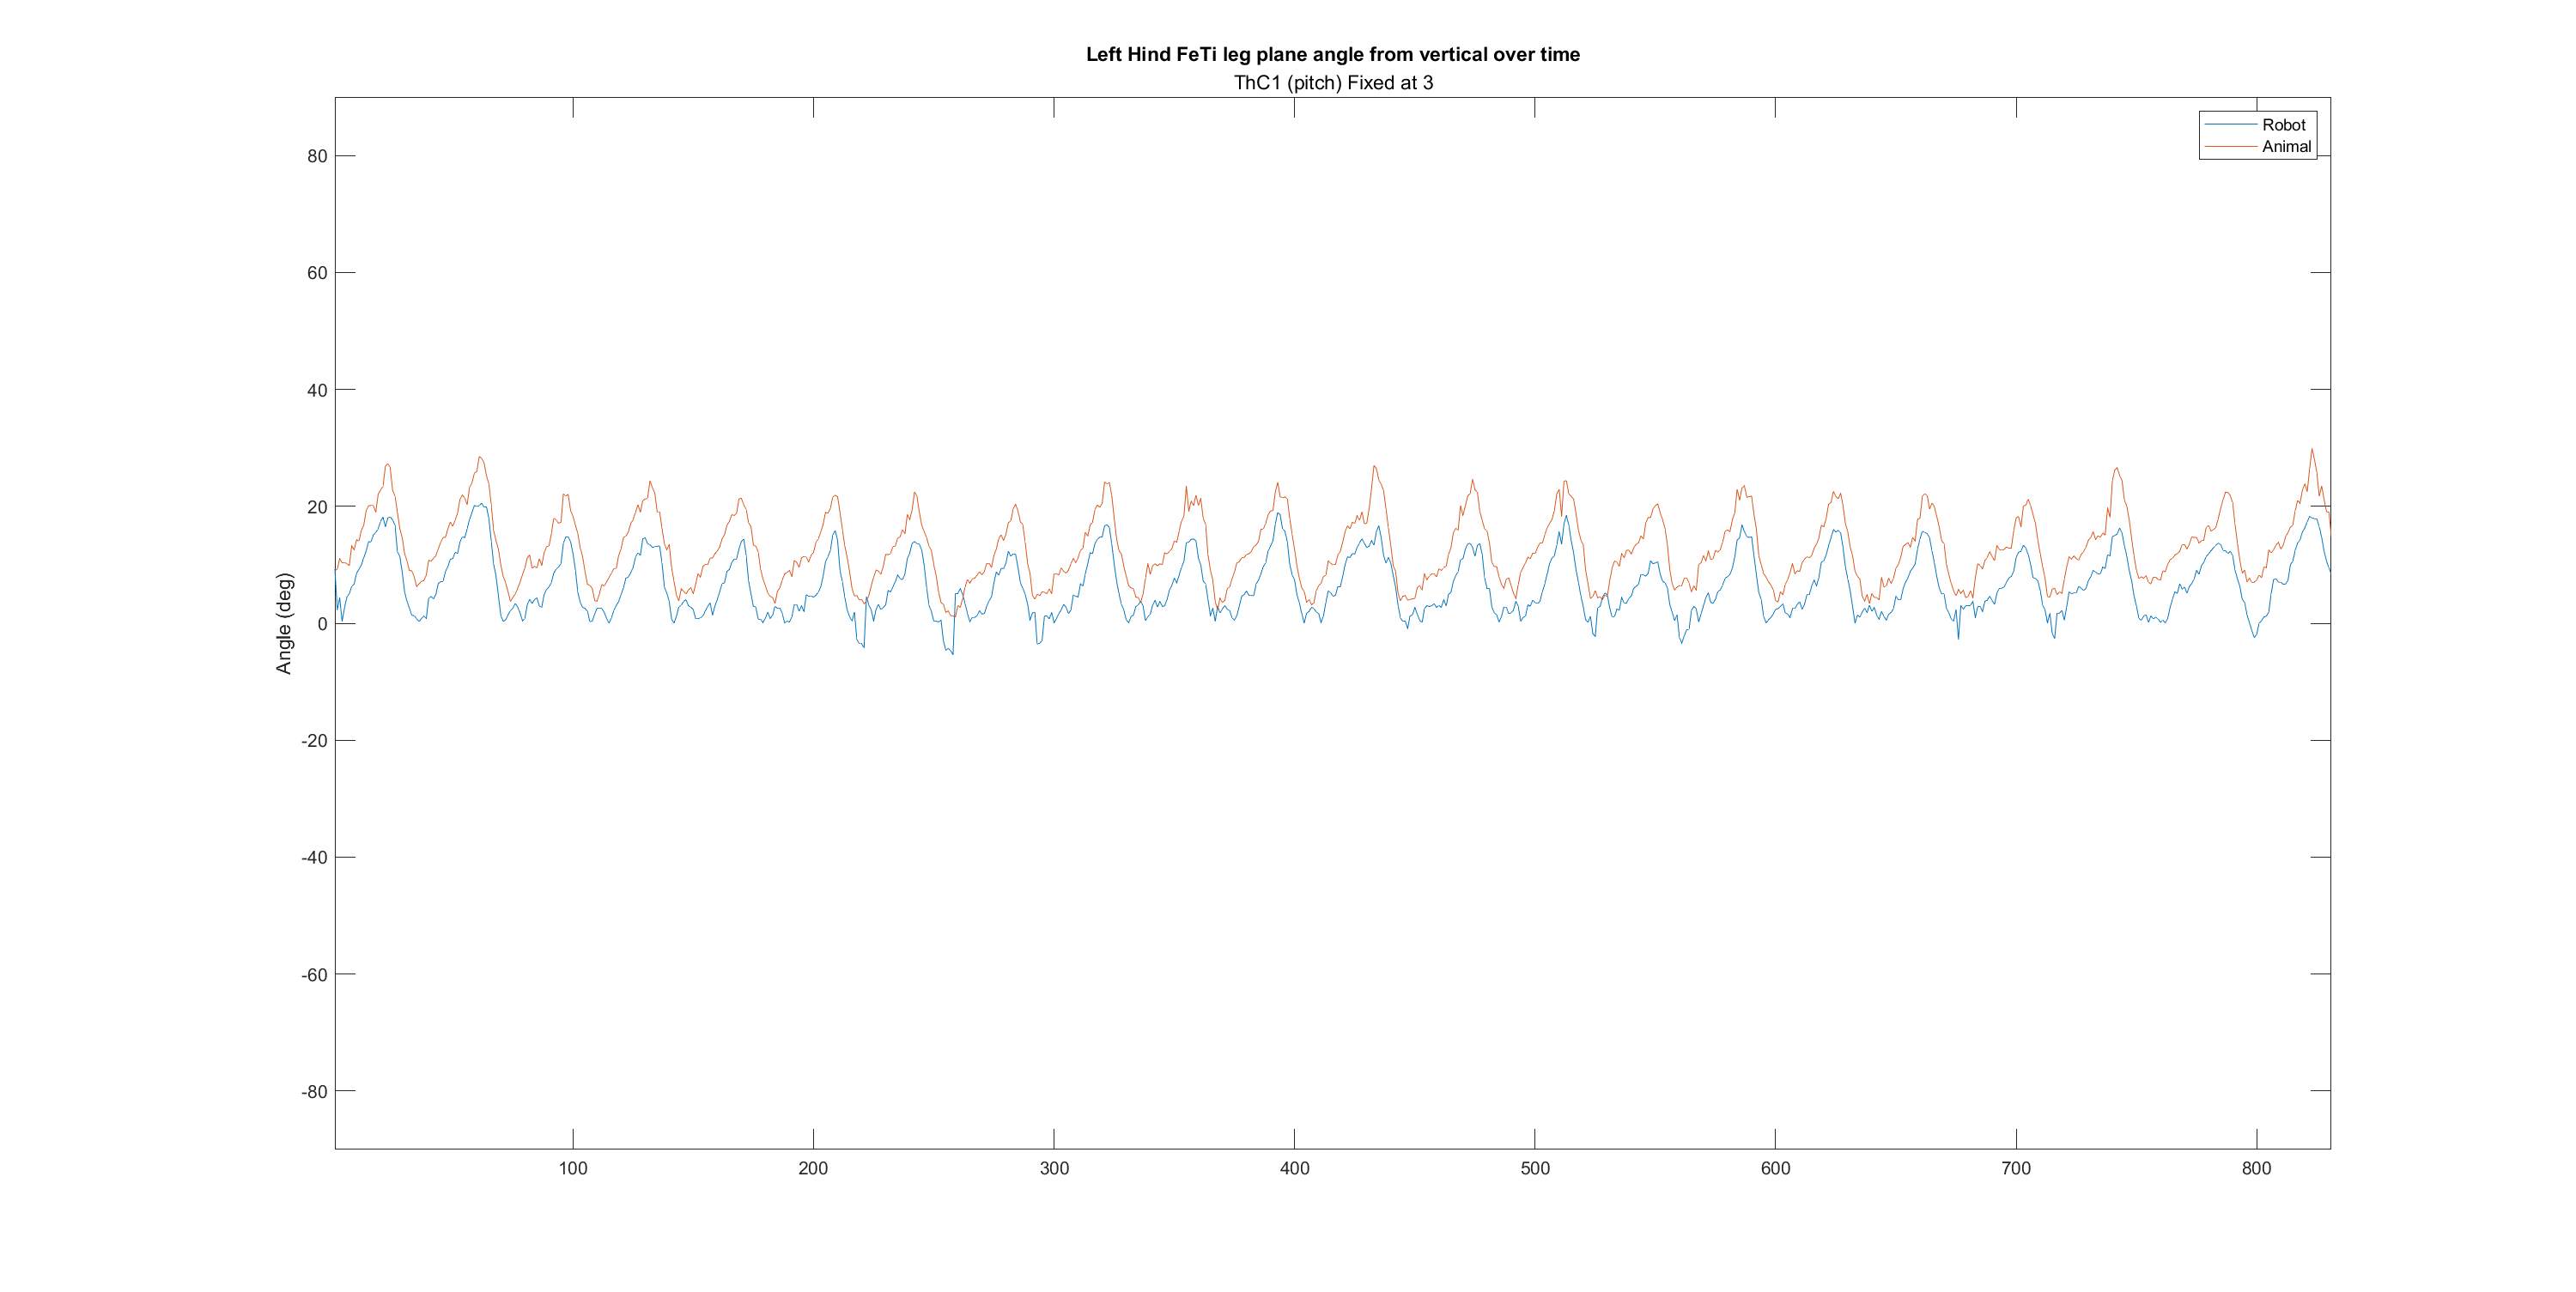 Left Hind FeTi leg plane angle from vertical over time
ThC1 (pitch) Fixed at 3
Robot
Animal
80
60
40
20
0
-20
-40
-60
-80
Angle (deg)
100 200 300 400 500 600 700 800